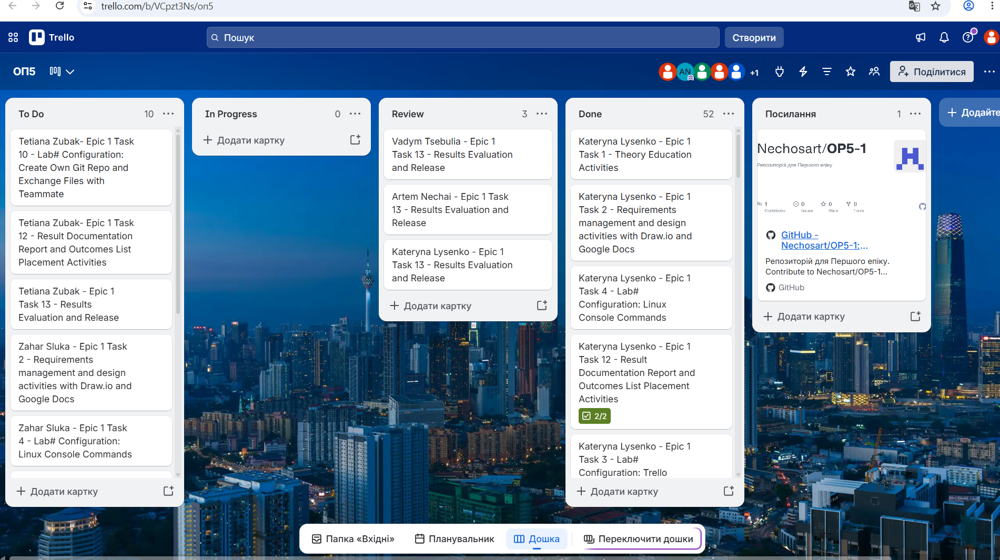 trello.com/b/VCpzt3Ns/оп5
Trello
Пошук
Створити
ОП5
AN
+1
Поділитися
To Do
10
Tetiana Zubak- Epic 1 Task
10 - Lab# Configuration:
Create Own Git Repo and
Exchange Files with
Teammate
Tetiana Zubak- Epic 1 Task
12 - Result Documentation
Report and Outcomes List
Placement Activities
Tetiana Zubak - Epic 1
Task 13 - Results
Evaluation and Release
Zahar Sluka - Epic 1 Task
2 - Requirements
management and design
activities with Draw.io and
Google Docs
Zahar Sluka - Epic 1 Task
4 - Lab# Configuration:
Linux Console Commands
Додати картку
In Progress
0
Додати картку
Review
3
Vadym Tsebulia - Epic 1
Task 13 - Results Evaluation
and Release
Artem Nechai - Epic 1 Task
13 - Results Evaluation and
Release
Kateryna Lysenko - Epic 1
Task 13 - Results Evaluation
and Release
Додати картку
Done
52
Kateryna Lysenko - Epic 1
Task 1 - Theory Education
Activities
Kateryna Lysenko - Epic 1
Task 2 - Requirements
management and design
activities with Draw.io and
Google Docs
Kateryna Lysenko - Epic 1
Task 4 - Lab#
Configuration: Linux
Console Commands
Kateryna Lysenko - Epic 1
Task 12 - Result
Documentation Report and
Outcomes List Placement
Activities
2/2
Kateryna Lysenko - Epic 1
Task 3 - Lab#
Configuration: Trello
Додати картку
Посилання
1
Nechosart/OP5-1
Репозиторій для Першого епіку
1
Contributor
0
Issues
0
Stars
0
Forks
GitHub -
Nechosart/OP5-1:...
Репозиторій для Першого епіку.
Contribute to Nechosart/OP5-1...
GitHub
Додати картку
Додайте
Папка «Вхідні»
Планувальник
Дошка
Переключити дошки